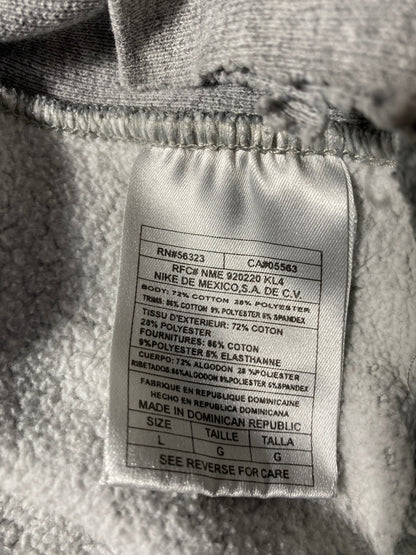 RN#56323 CA#05563
RFC# NME 920220 KL4
NIKE DE MEXICO,S.A. DE C.V.
BODY: 72% COTTON 28% POLYESTER
TRIMS: 86% COTTON 9% POLYESTER 5% SPANDEX
TISSU D'EXTERIEUR: 72% COTON
28% POLYESTER
FOURNITURES: 86% COTON
9%POLYESTER 5% ELASTHANNE
CUERPO: 72% ALGODON 28 %POLIESTER
RIBETADOS:86%ALGODON 9%POLIESTER 5%SPANDEX
FABRIQUE EN REPUBLIQUE DOMINICAINE
HECHO EN REPUBLICA DOMINICANA
MADE IN DOMINICAN REPUBLIC
SIZE TAILLE TALLA
L G G
SEE REVERSE FOR CARE